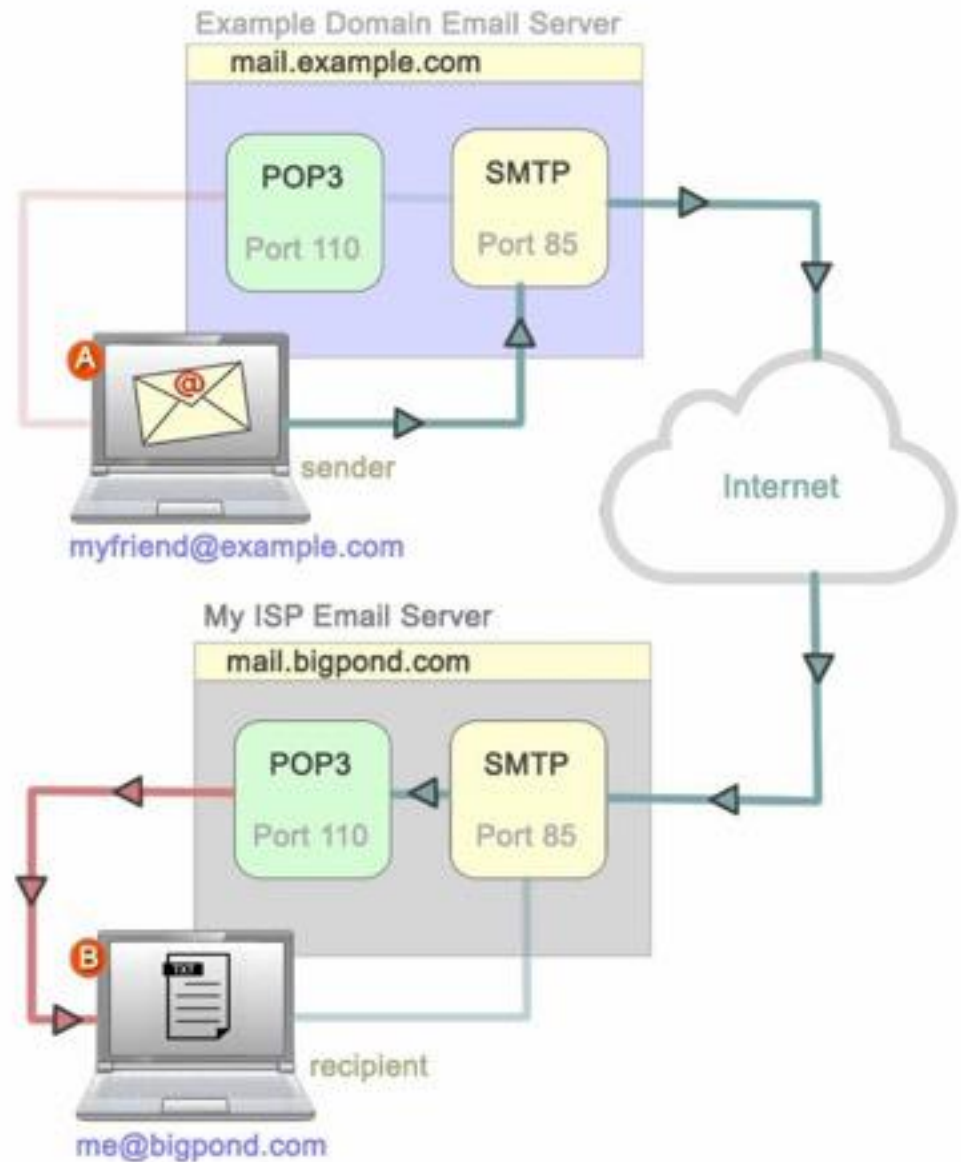 Example Domain Email Server
mail.example.com
POP3
Port 110
SMTP
Port 85
A
@
sender
myfriend@example.com
Internet
My ISP Email Server
mail.bigpond.com
POP3
Port 110
SMTP
Port 85
B
TXT
recipient
me@bigpond.com